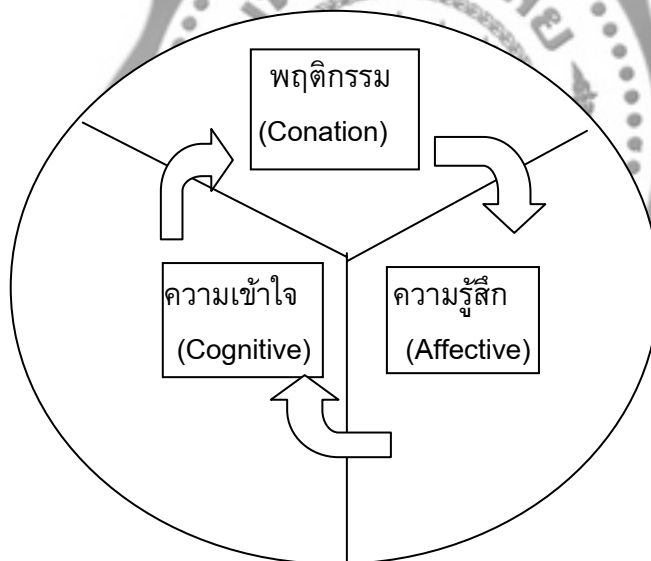 พฤติกรรม
(Conation)
ความเข้าใจ
(Cognitive)
ความรู้สึก
(Affective)